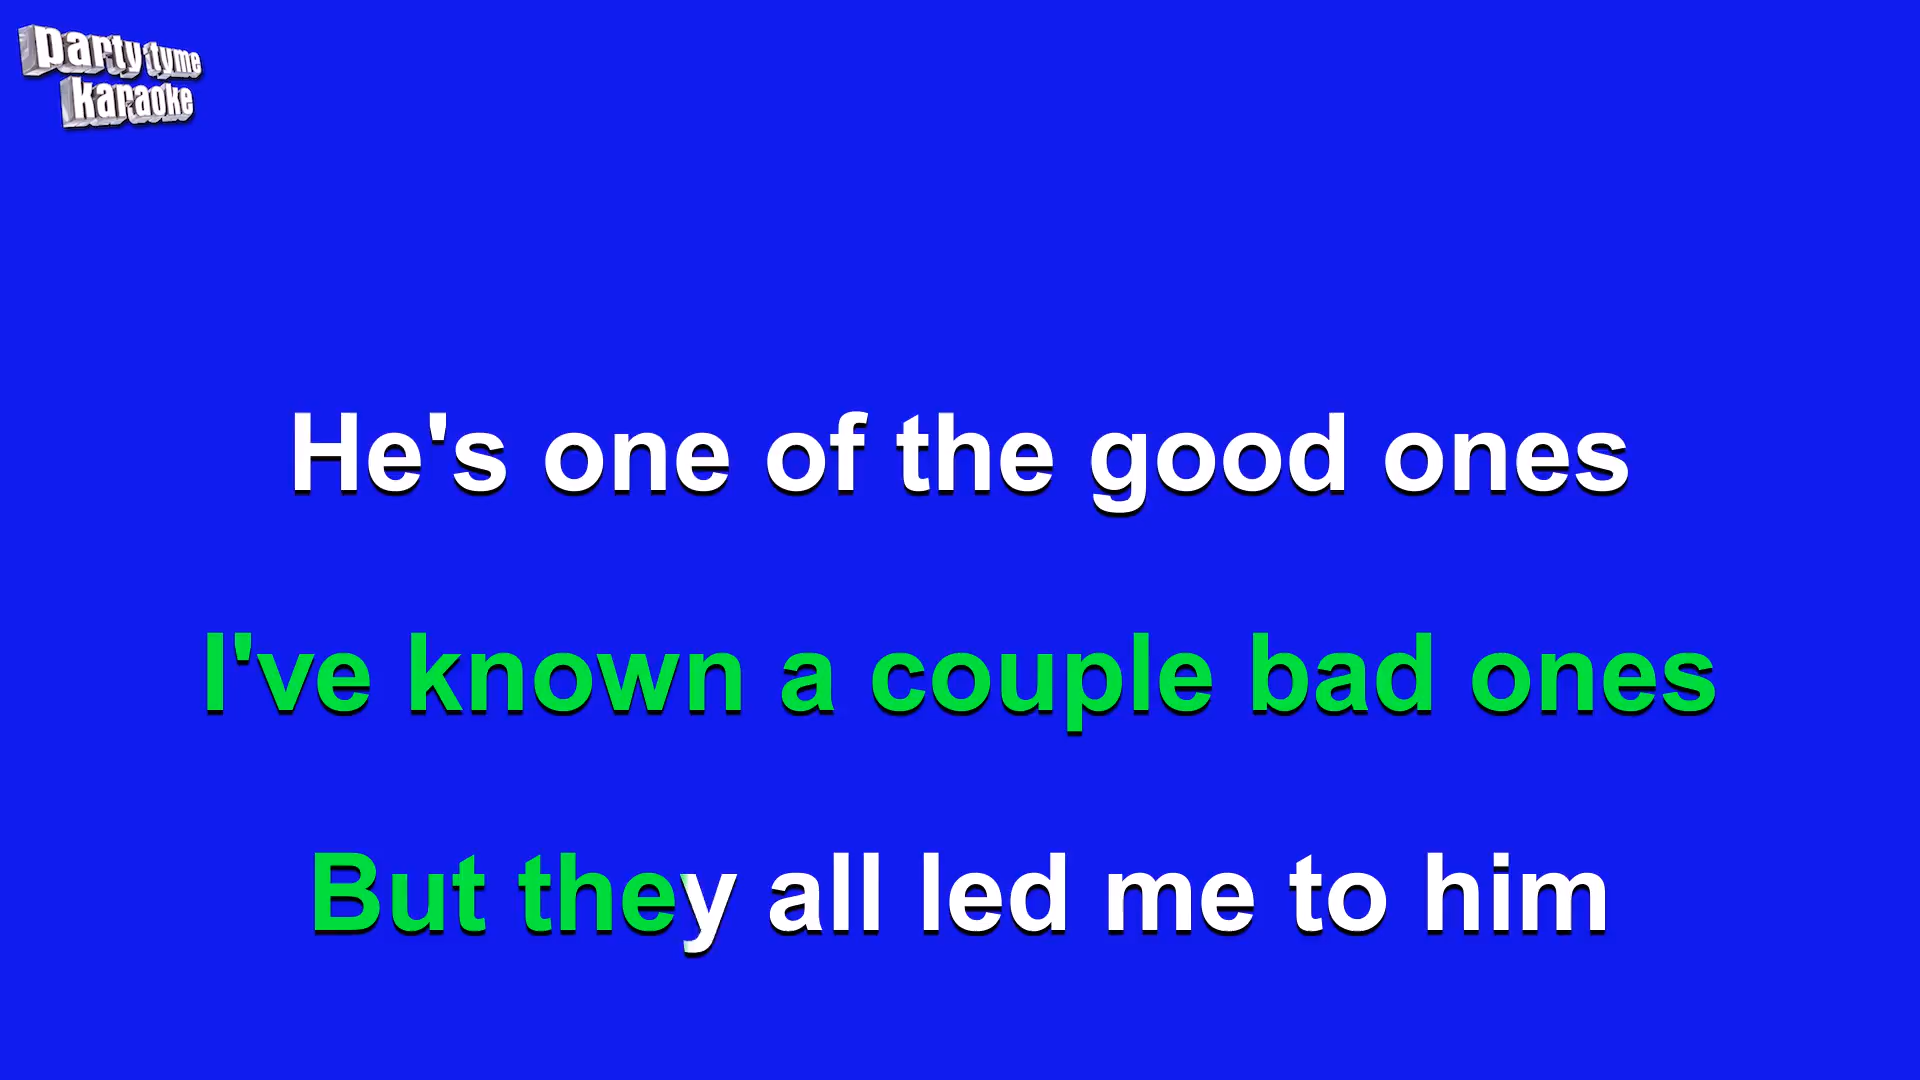 party tyme
karaoke
He's one of the good ones
I've known a couple bad ones
But they all led me to him